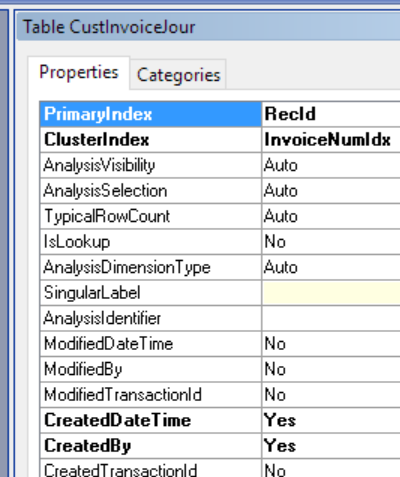 Table CustInvoiceJour
Properties Categories
PrimaryIndex RecId
ClusterIndex InvoiceNumIdx
AnalysisVisibility Auto
AnalysisSelection Auto
TypicalRowCount Auto
IsLookup No
AnalysisDimensionType Auto
SingularLabel
AnalysisIdentifier
ModifiedDateTime No
ModifiedBy No
ModifiedTransactionId No
CreatedDateTime Yes
CreatedBy Yes
CreatedTransactionId No